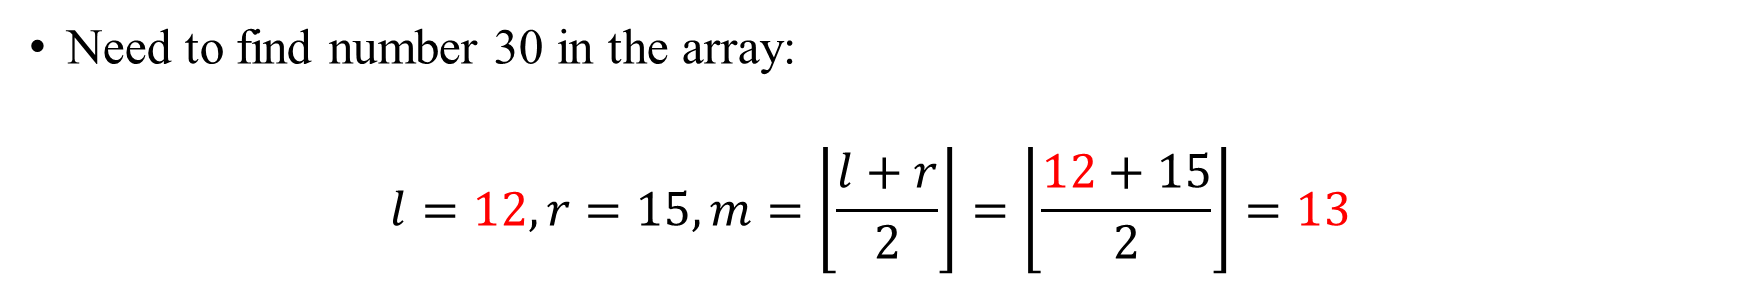 • Need to find number 30 in the array:
l = 12, r = 15, m = ⌊(l + r)/2⌋ = ⌊(12 + 15)/2⌋ = 13